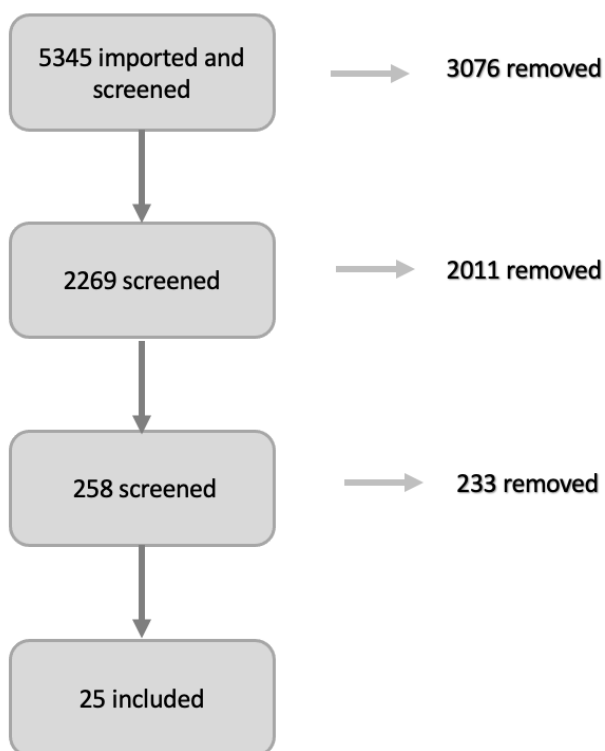 5345 imported and
screened
3076 removed
2269 screened
2011 removed
258 screened
233 removed
25 included